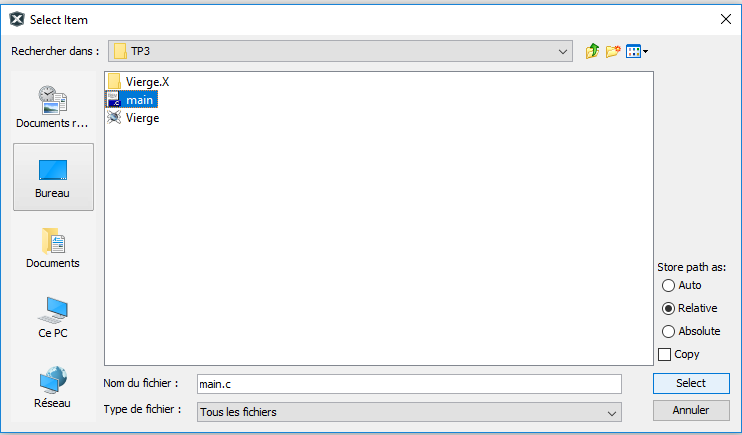 Select Item
Rechercher dans :
TP3
Vierge.X
main
Vierge
Documents r...
Bureau
Documents
Ce PC
Réseau
Store path as:
Auto
Relative
Absolute
Copy
Nom du fichier :
main.c
Select
Type de fichier :
Tous les fichiers
Annuler